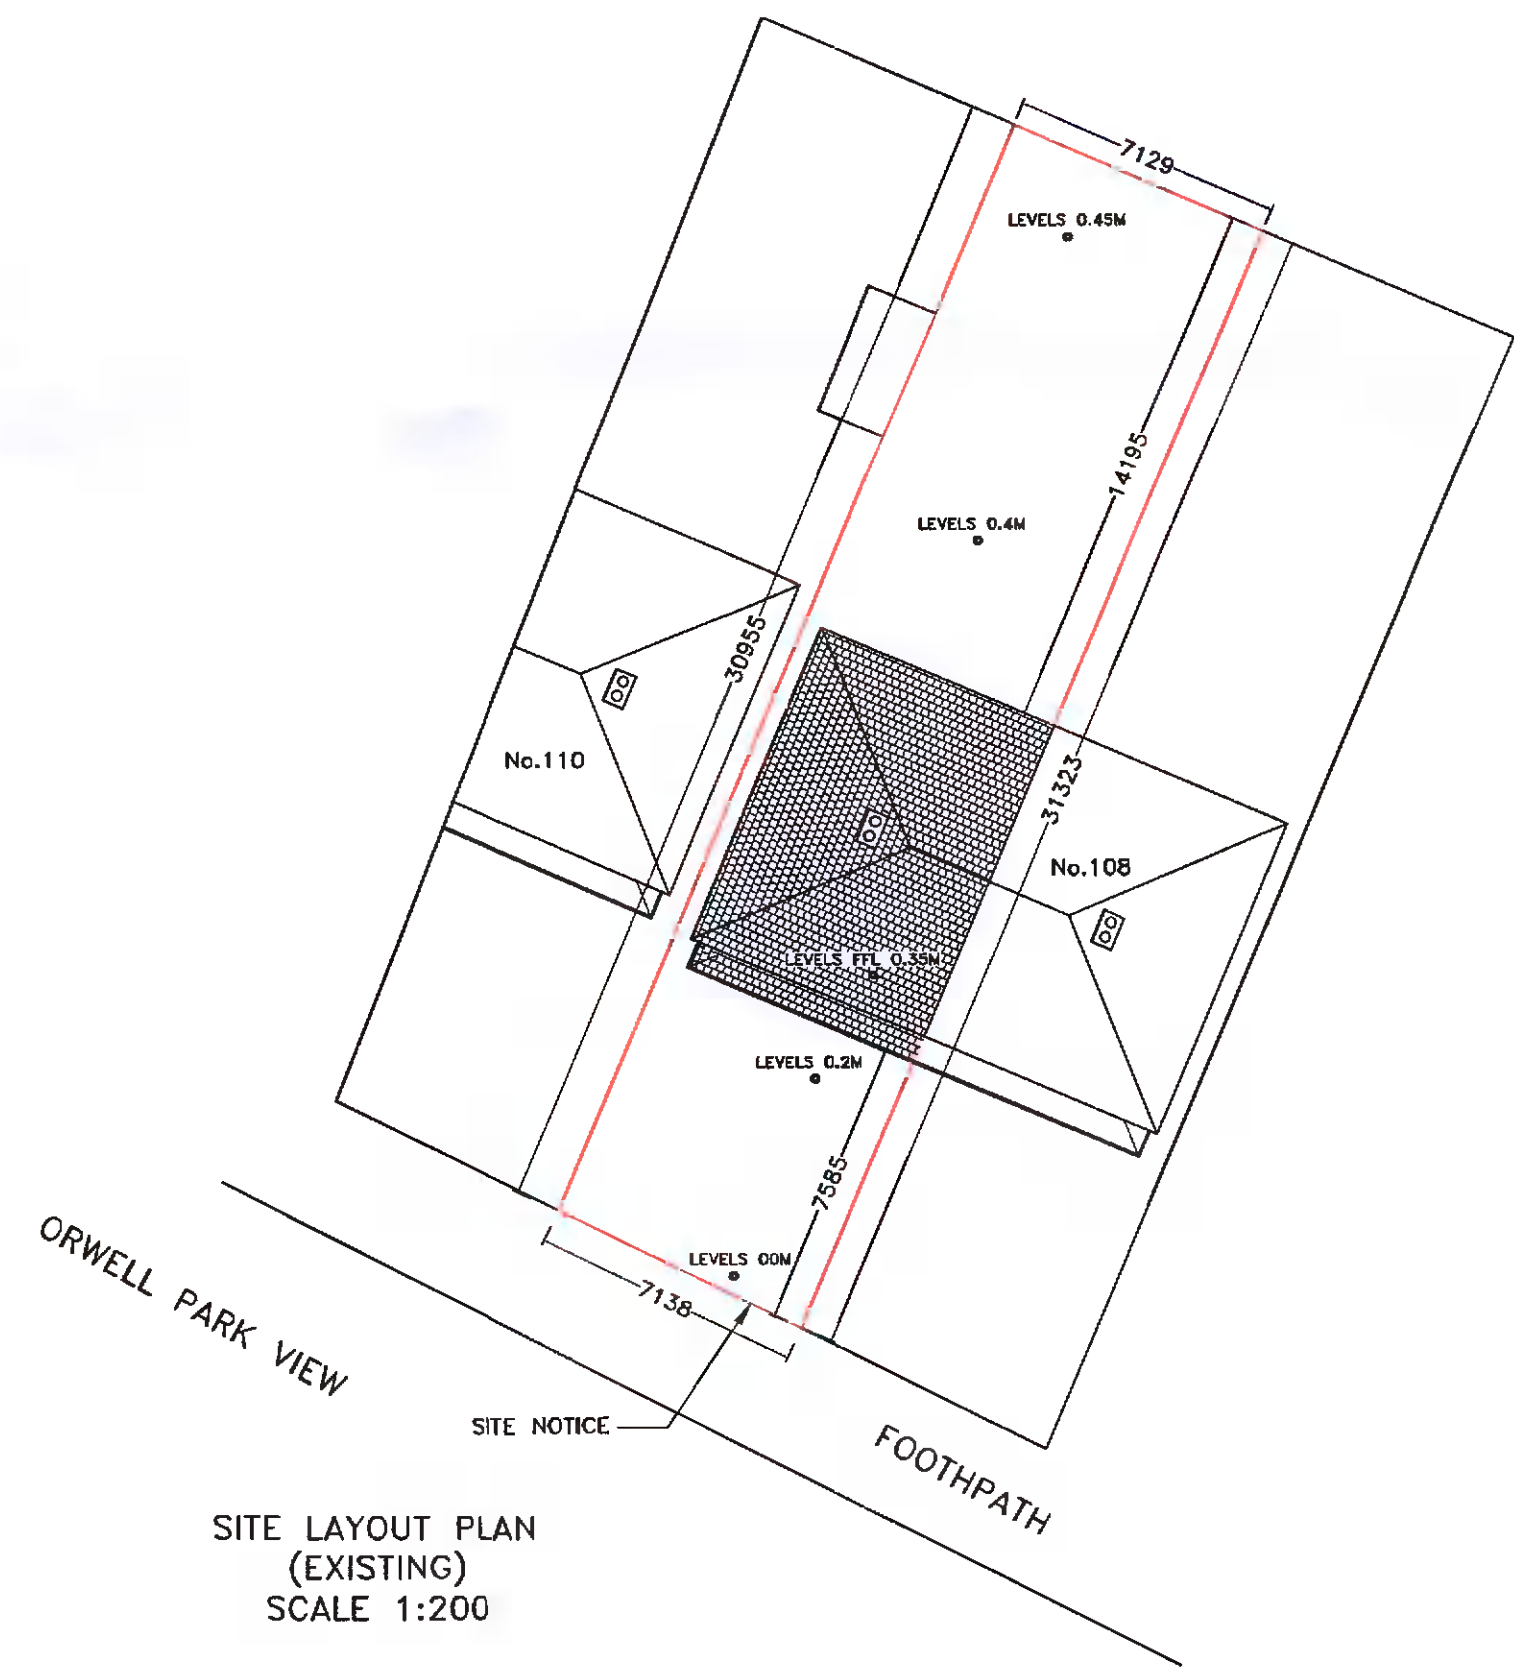 7129
LEVELS 0.45M
14195
LEVELS 0.4M
30955
No.110
31323
No.108
LEVELS FFL 0.35M
LEVELS 0.2M
7585
LEVELS 00M
7138
ORWELL PARK VIEW
SITE NOTICE
FOOTHPATH
SITE LAYOUT PLAN
(EXISTING)
SCALE 1:200